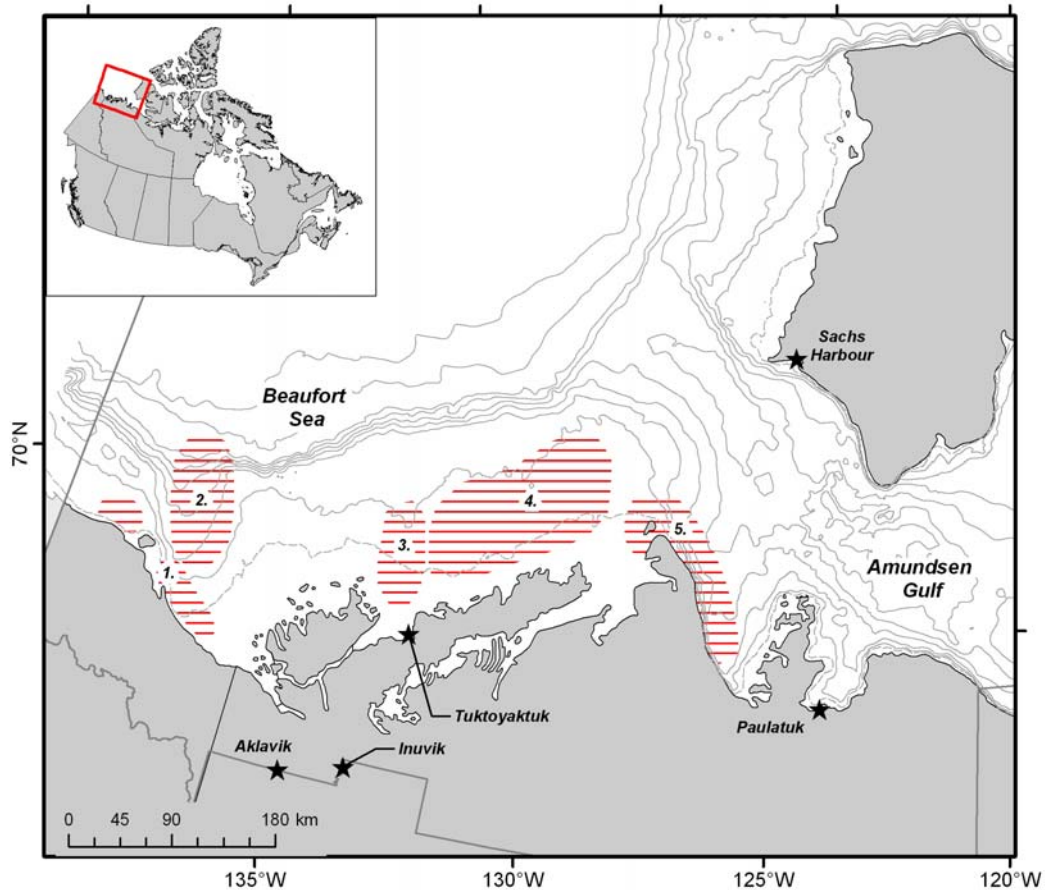 Sachs
Harbour
Beaufort
Sea
70°N
2.
4.
3.
5.
1.
Amundsen
Gulf
Tuktoyaktuk
Paulatuk
Aklavik
Inuvik
0 45 90 180 km
135°W 130°W 125°W 120°W